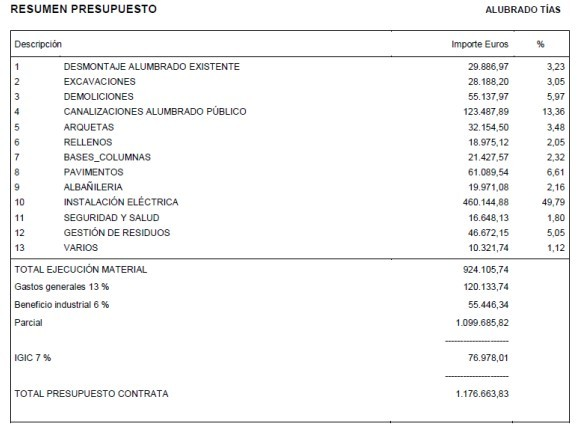 RESUMEN PRESUPUESTO ALUBRADO TÍAS
Descripción Importe Euros %
1 DESMONTAJE ALUMBRADO EXISTENTE 29.886,97 3,23
2 EXCAVACIONES 28.188,20 3,05
3 DEMOLICIONES 55.137,97 5,97
4 CANALIZACIONES ALUMBRADO PÚBLICO 123.487,89 13,36
5 ARQUETAS 32.154,50 3,48
6 RELLENOS 18.975,12 2,05
7 BASES_COLUMNAS 21.427,57 2,32
8 PAVIMENTOS 61.089,54 6,61
9 ALBAÑILERIA 19.971,08 2,16
10 INSTALACIÓN ELÉCTRICA 460.144,88 49,79
11 SEGURIDAD Y SALUD 16.648,13 1,80
12 GESTIÓN DE RESIDUOS 46.672,15 5,05
13 VARIOS 10.321,74 1,12
TOTAL EJECUCIÓN MATERIAL 924.105,74
Gastos generales 13 % 120.133,74
Beneficio industrial 6 % 55.446,34
Parcial 1.099.685,82
--------------------
IGIC 7 % 76.978,01
--------------------
TOTAL PRESUPUESTO CONTRATA 1.176.663,83